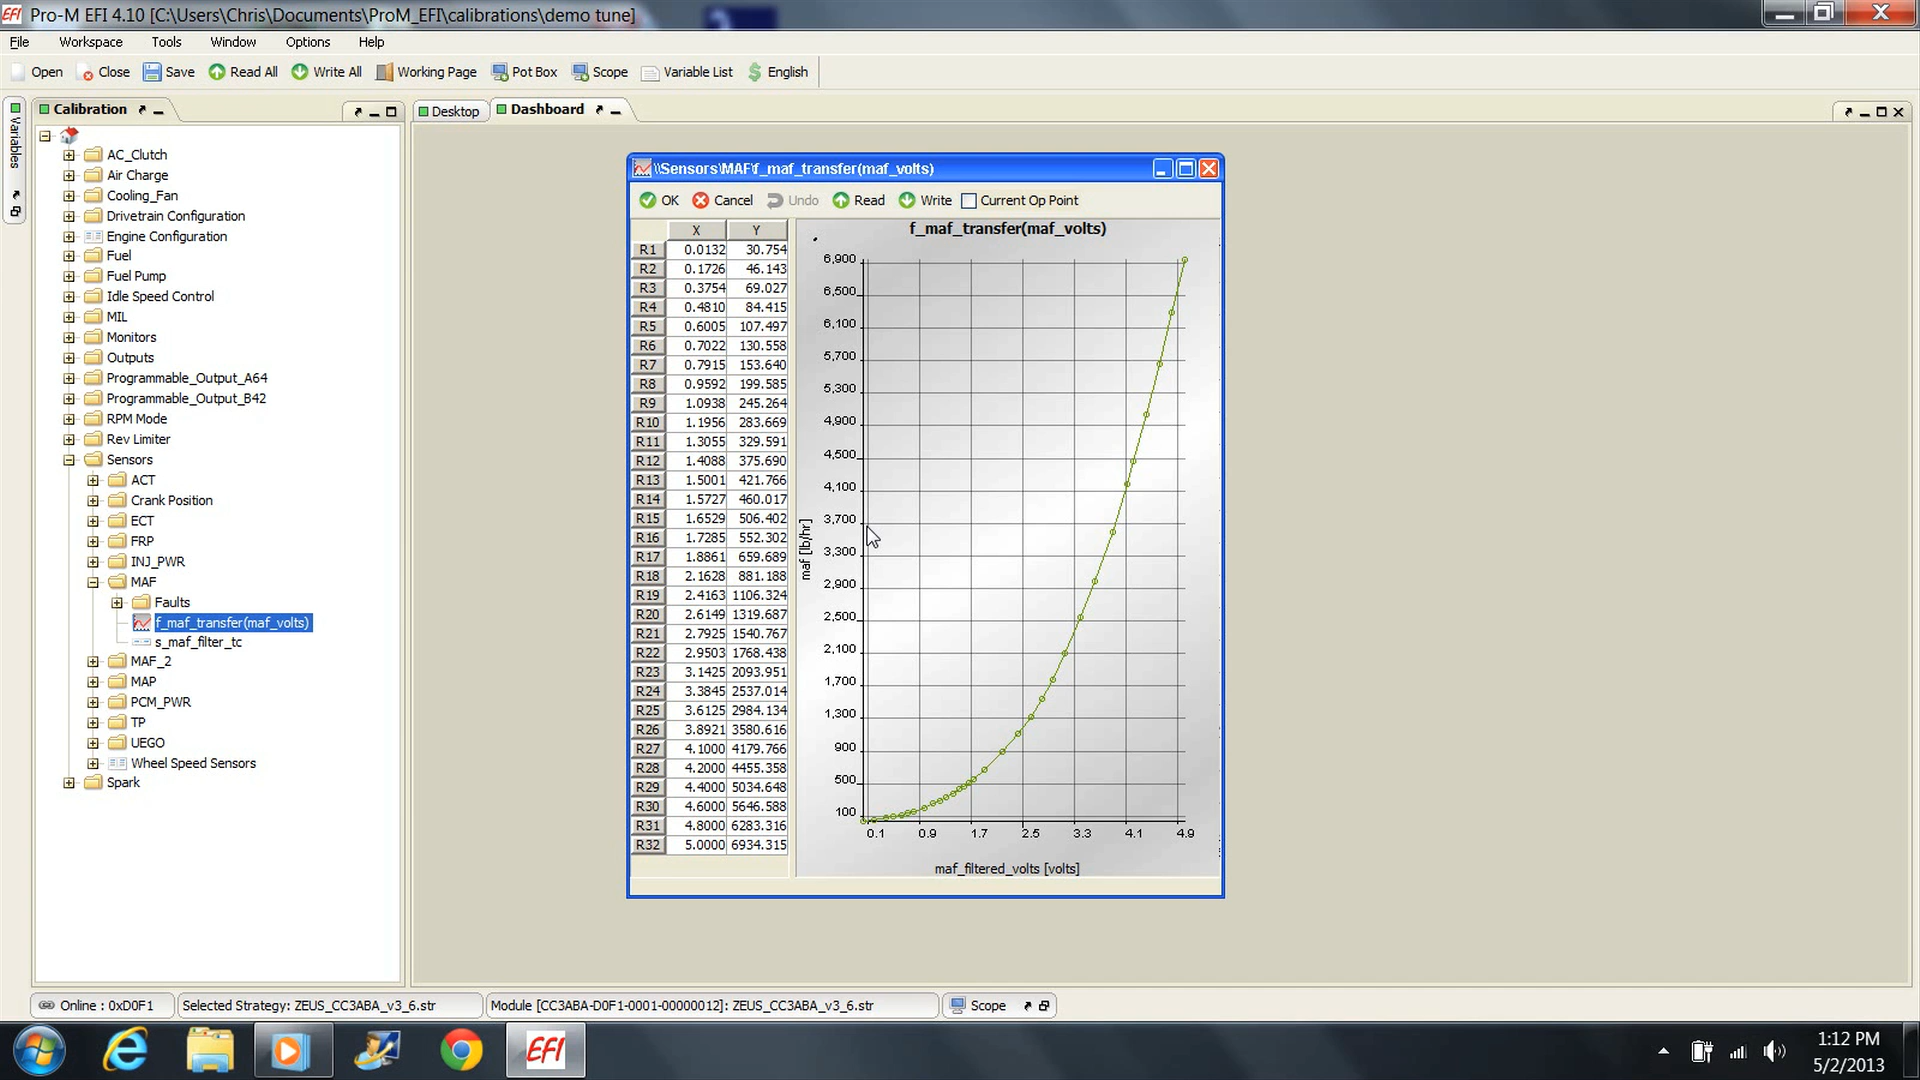 EFI Pro-M EFI 4.10 [C:\Users\Chris\Documents\ProM_EFI\calibrations\demo tune]
File Workspace Tools Window Options Help
Open Close Save Read All Write All Working Page Pot Box Scope Variable List English
Variables
Calibration
AC_Clutch
Air Charge
Cooling_Fan
Drivetrain Configuration
Engine Configuration
Fuel
Fuel Pump
Idle Speed Control
MIL
Monitors
Outputs
Programmable_Output_A64
Programmable_Output_B42
RPM Mode
Rev Limiter
Sensors
ACT
Crank Position
ECT
FRP
INJ_PWR
MAF
Faults
f_maf_transfer(maf_volts)
s_maf_filter_tc
MAF_2
MAP
PCM_PWR
TP
UEGO
Wheel Speed Sensors
Spark
Desktop Dashboard
\\Sensors\MAF\f_maf_transfer(maf_volts)
OK Cancel Undo Read Write Current Op Point
X Y
R1 0.0132 30.754
R2 0.1726 46.143
R3 0.3754 69.027
R4 0.4810 84.415
R5 0.6005 107.497
R6 0.7022 130.558
R7 0.7915 153.640
R8 0.9592 199.585
R9 1.0938 245.264
R10 1.1956 283.669
R11 1.3055 329.591
R12 1.4088 375.690
R13 1.5001 421.766
R14 1.5727 460.017
R15 1.6529 506.402
R16 1.7285 552.302
R17 1.8861 659.689
R18 2.1628 881.188
R19 2.4163 1106.324
R20 2.6149 1319.687
R21 2.7925 1540.767
R22 2.9503 1768.438
R23 3.1425 2093.951
R24 3.3845 2537.014
R25 3.6125 2984.134
R26 3.8921 3580.616
R27 4.1000 4179.766
R28 4.2000 4455.358
R29 4.4000 5034.648
R30 4.6000 5646.588
R31 4.8000 6283.316
R32 5.0000 6934.315
f_maf_transfer(maf_volts)
6,900
6,500
6,100
5,700
5,300
4,900
4,500
4,100
3,700
3,300
2,900
2,500
2,100
1,700
1,300
900
500
100
maf [lb/hr]
0.1 0.9 1.7 2.5 3.3 4.1 4.9
maf_filtered_volts [volts]
Online : 0xD0F1 Selected Strategy: ZEUS_CC3ABA_v3_6.str Module [CC3ABA-D0F1-0001-00000012]: ZEUS_CC3ABA_v3_6.str Scope
EFI
1:12 PM
5/2/2013